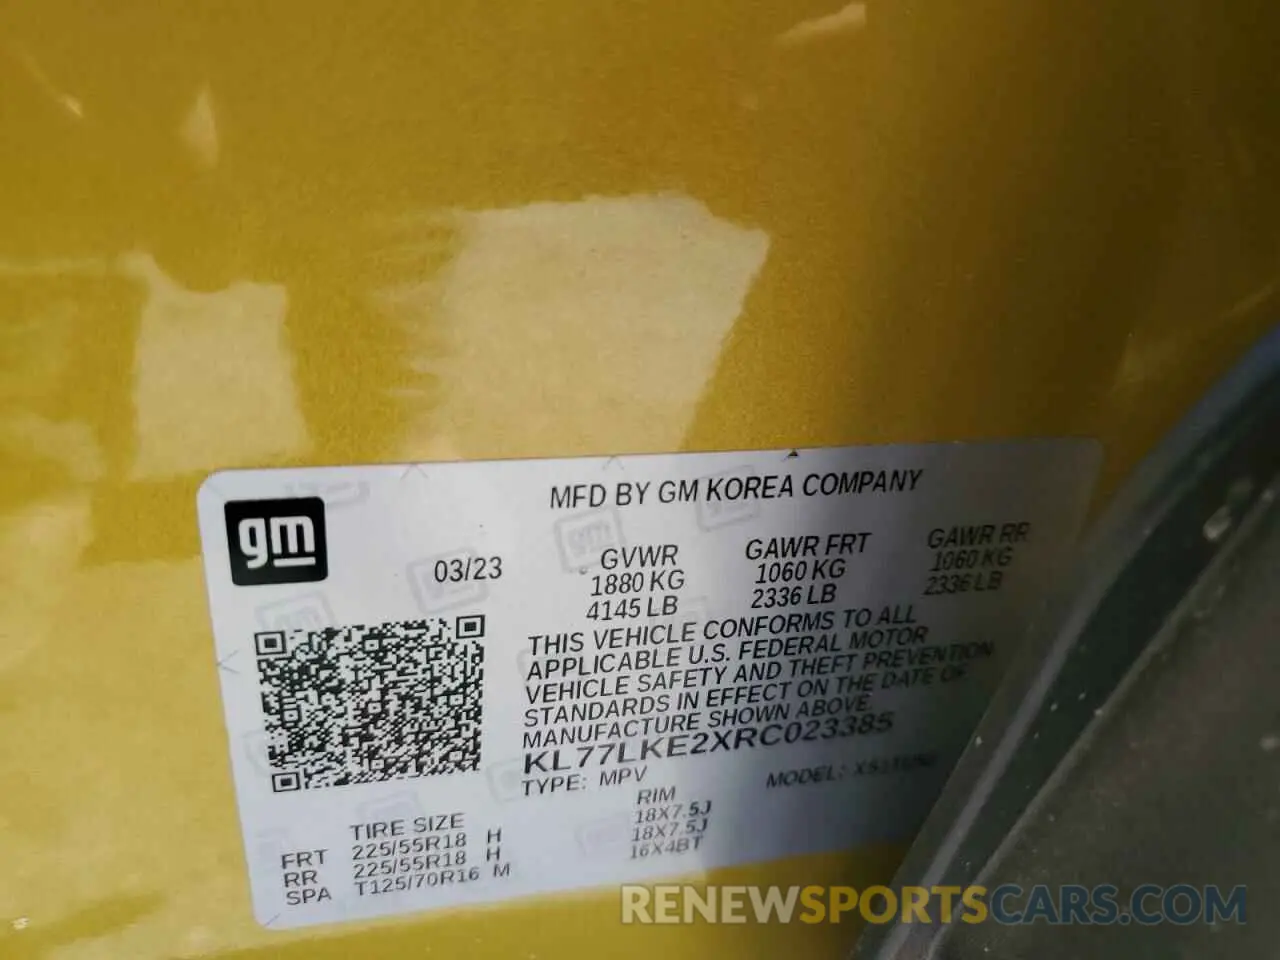 MFD BY GM KOREA COMPANY
gm
03/23
GVWR GAWR FRT GAWR RR
1880 KG 1060 KG 1060 KG
4145 LB 2336 LB 2336 LB
THIS VEHICLE CONFORMS TO ALL
APPLICABLE U.S. FEDERAL MOTOR
VEHICLE SAFETY AND THEFT PREVENTION
STANDARDS IN EFFECT ON THE DATE OF
MANUFACTURE SHOWN ABOVE.
KL77LKE2XRC023385
TYPE: MPV MODEL:
TIRE SIZE RIM
FRT 225/55R18 H 18X7.5J
RR 225/55R18 H 18X7.5J
SPA T125/70R16 M 16X4BT
RENEWSPORTSCARS.COM